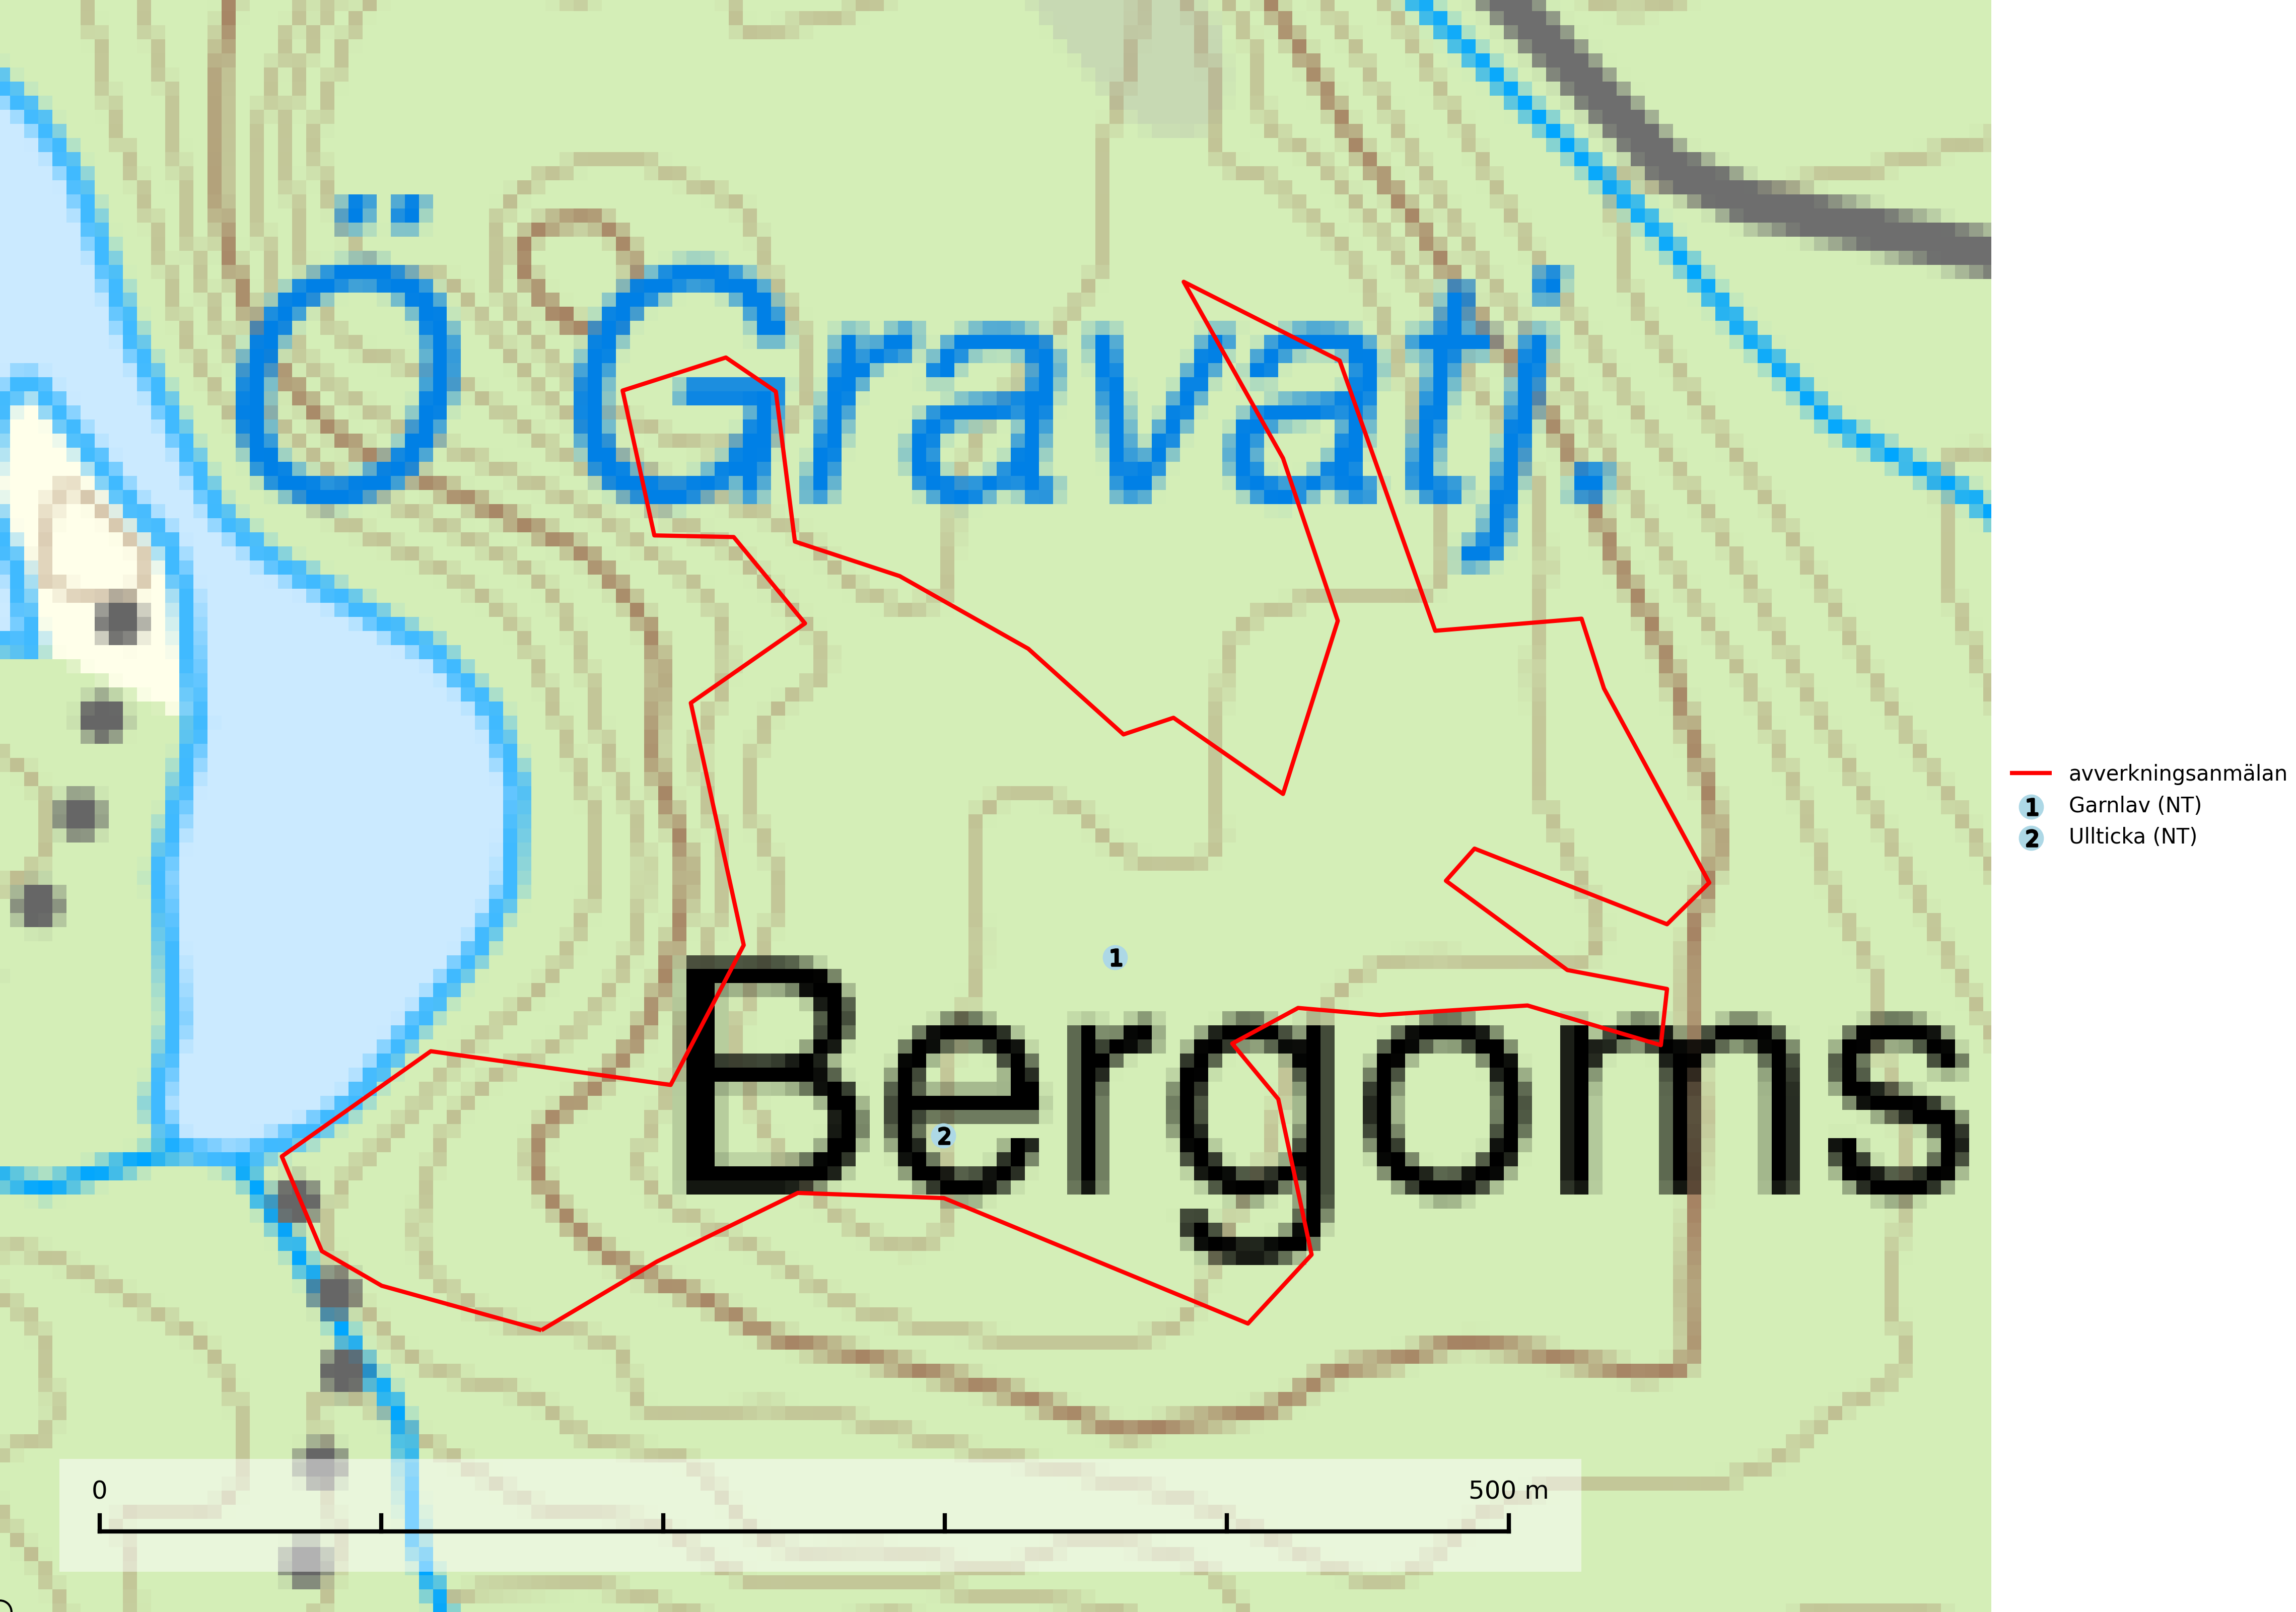 Ö Gravatj.
avverkningsanmälan
1 Garnlav (NT)
2 Ullticka (NT)
1
Bergoms
2
0 500 m